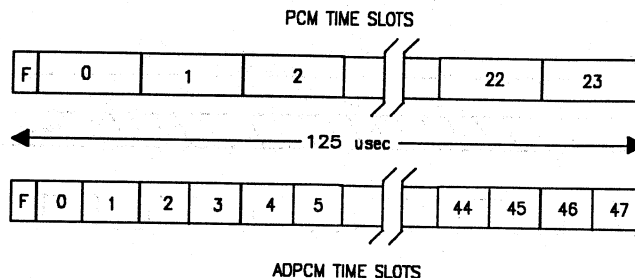 PCM TIME SLOTS
F 0 1 2 22 23
125 usec
F 0 1 2 3 4 5 44 45 46 47
ADPCM TIME SLOTS